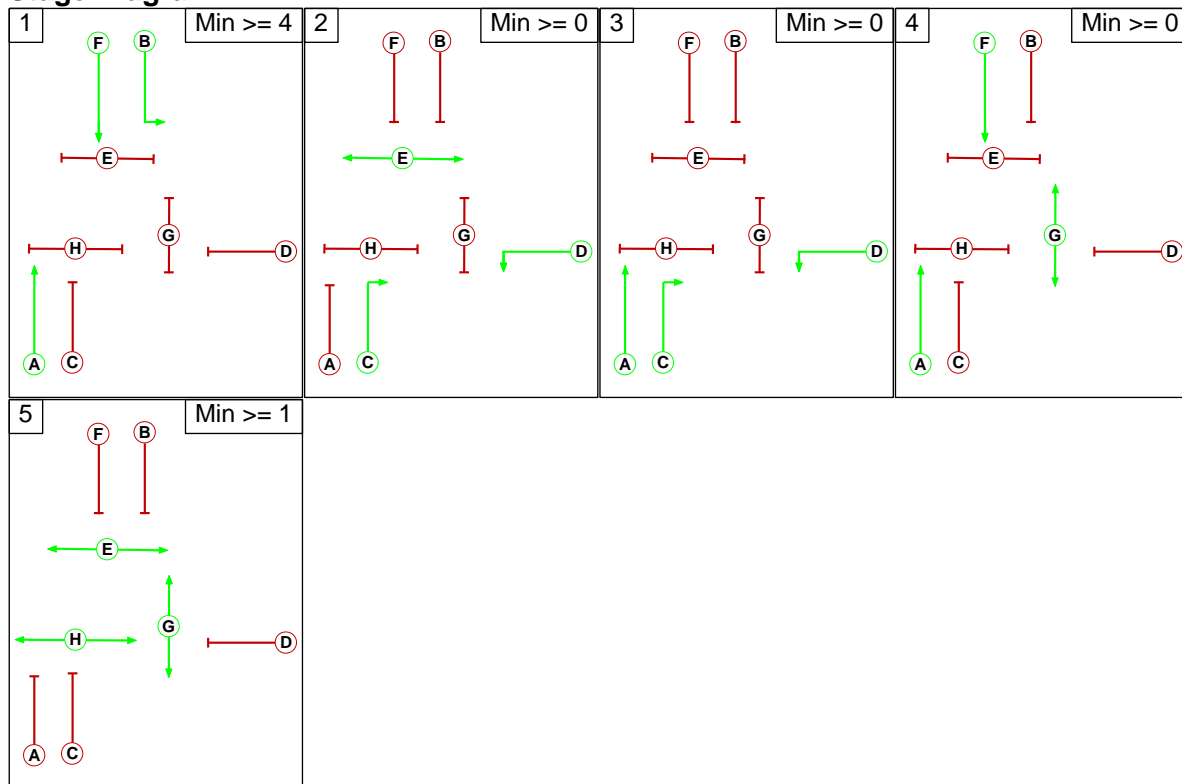 1 Min >= 4 2 Min >= 0 3 Min >= 0 4 Min >= 0
F B F B F B F B
E E E E
G G G G
H D H D H D H D
A C A C A C A C
5 Min >= 1
F B
E
G
H D
A C